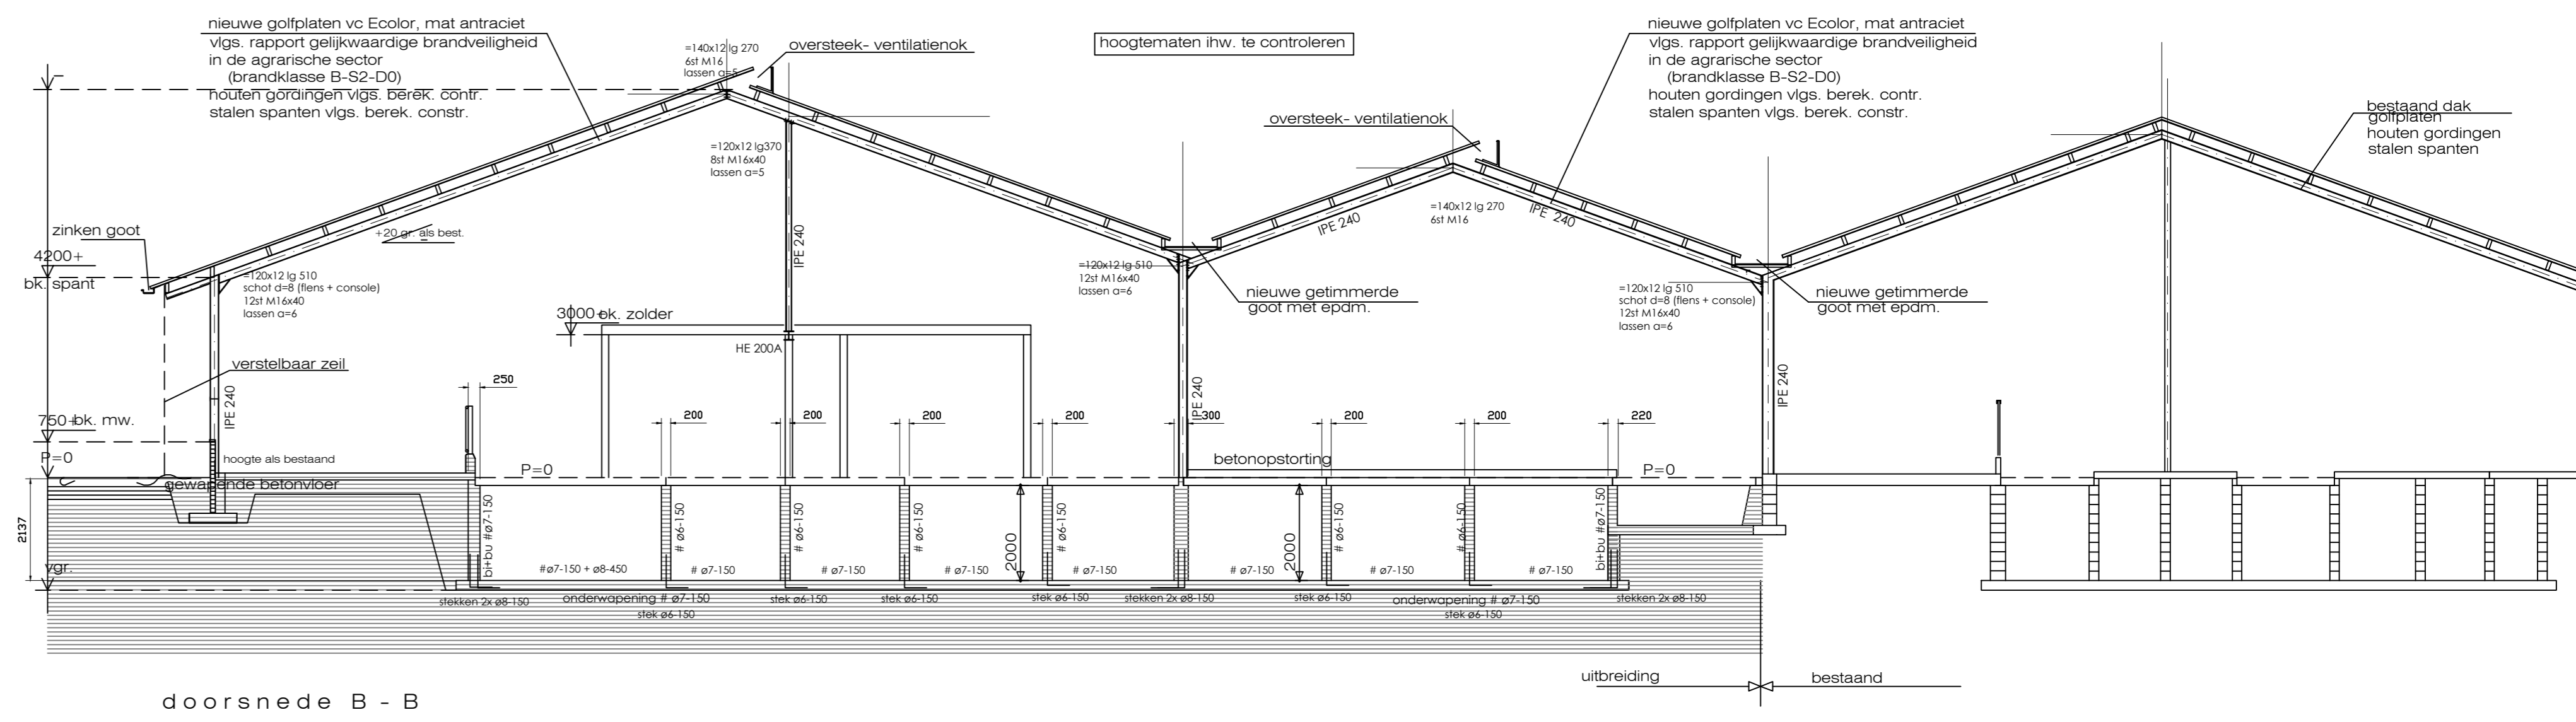 nieuwe golfplaten vc Ecolor, mat antraciet
vlgs. rapport gelijkwaardige brandveiligheid
in de agrarische sector
(brandklasse B-S2-D0)
houten gordingen vlgs. berek. contr.
stalen spanten vlgs. berek. constr.
=140x12 lg 270
6st M16
lassen a=5
oversteek- ventilatienok
hoogtematen ihw. te controleren
nieuwe golfplaten vc Ecolor, mat antraciet
vlgs. rapport gelijkwaardige brandveiligheid
in de agrarische sector
(brandklasse B-S2-D0)
houten gordingen vlgs. berek. contr.
stalen spanten vlgs. berek. constr.
oversteek- ventilatienok
bestaand dak
golfplaten
houten gordingen
stalen spanten
=120x12 lg370
8st M16x40
lassen a=5
=140x12 lg 270
6st M16
IPE 240
IPE 240
zinken goot
+20 gr. als best.
IPE 240
4200+
bk. spant
=120x12 lg 510
schot d=8 (flens + console)
12st M16x40
lassen a=6
=120x12 lg 510
12st M16x40
lassen a=6
nieuwe getimmerde
goot met epdm.
=120x12 lg 510
schot d=8 (flens + console)
12st M16x40
lassen a=6
nieuwe getimmerde
goot met epdm.
3000+
bk. zolder
HE 200A
verstelbaar zeil
250
IPE 240
IPE 240
IPE 240
750+
bk. mw.
200
200
200
200
300
200
200
220
P=0
hoogte als bestaand
P=0
betonopstorting
P=0
gewapende betonvloer
2137
bi+bu #ø7-150
# ø6-150
# ø6-150
# ø6-150
2000
# ø6-150
2000
# ø6-150
# ø6-150
bi+bu #ø7-150
vgr.
#ø7-150 + ø8-450
# ø7-150
# ø7-150
# ø7-150
# ø7-150
# ø7-150
# ø7-150
# ø7-150
stekken 2x ø8-150
onderwapening # ø7-150
stek ø6-150
stek ø6-150
stek ø6-150
stek ø6-150
stekken 2x ø8-150
stek ø6-150
onderwapening # ø7-150
stek ø6-150
stekken 2x ø8-150
uitbreiding
bestaand
doorsnede B - B